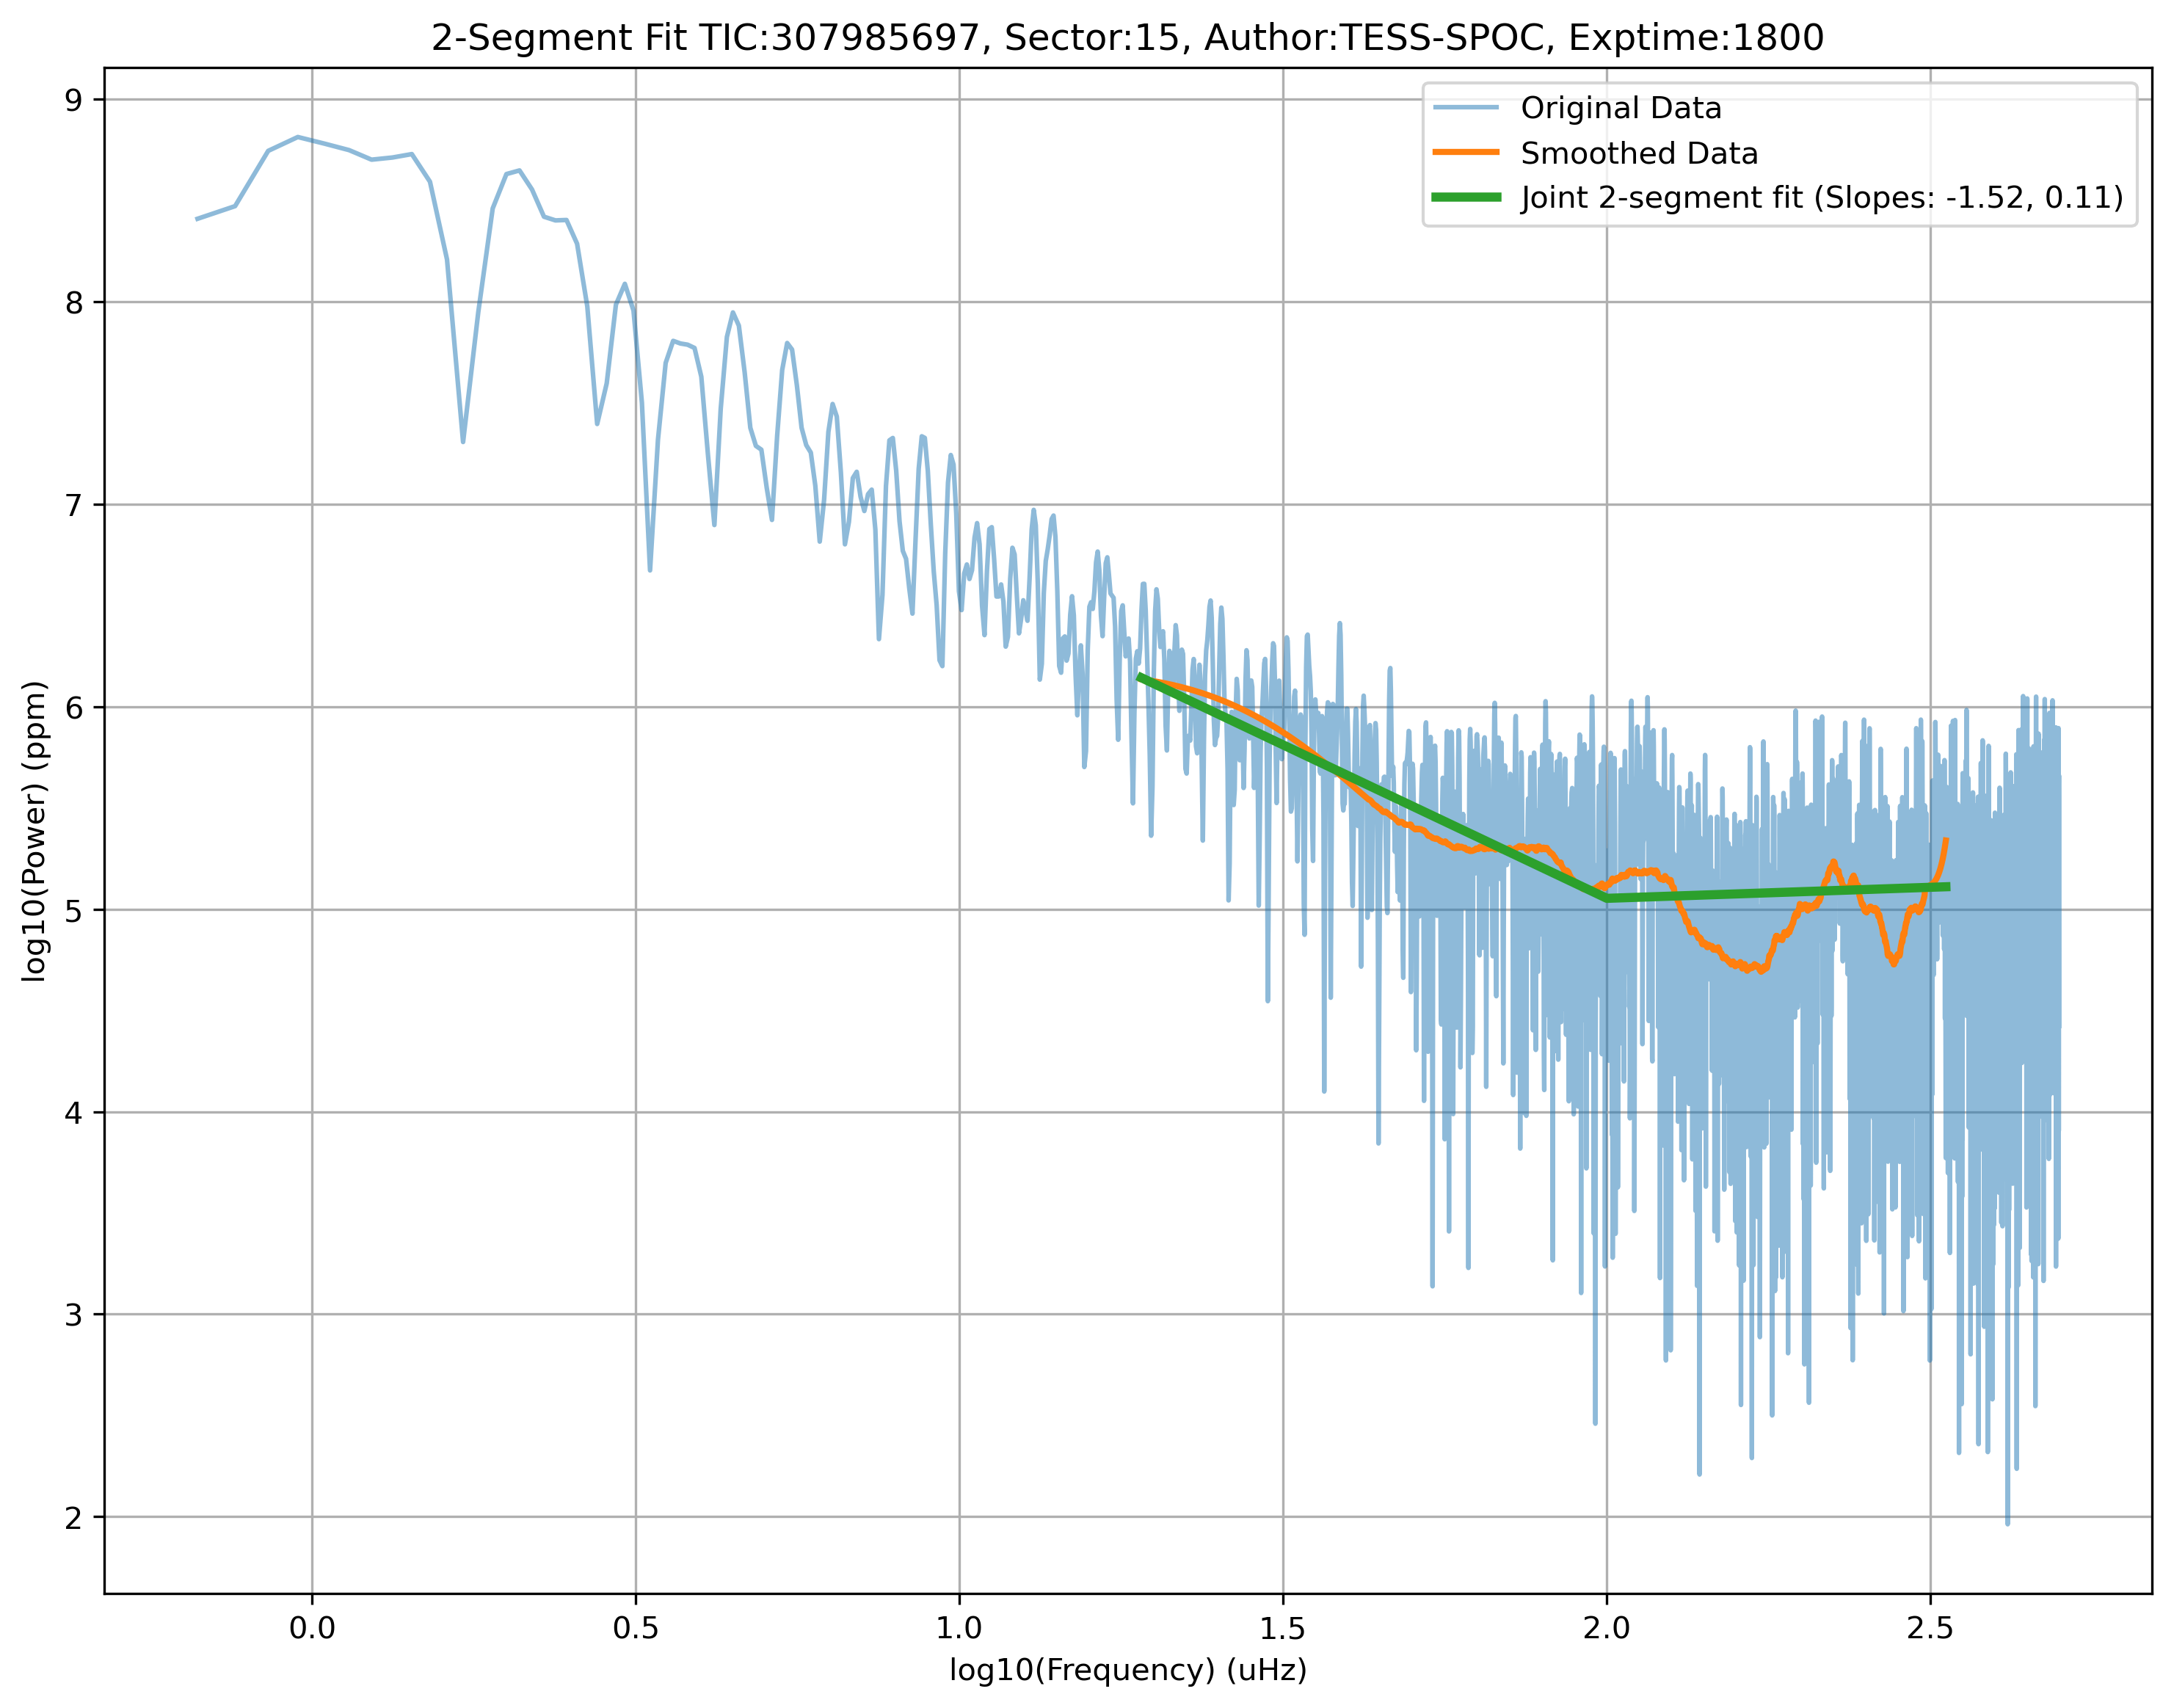 2-Segment Fit TIC:307985697, Sector:15, Author:TESS-SPOC, Exptime:1800
Original Data
Smoothed Data
Joint 2-segment fit (Slopes: -1.52, 0.11)
9
8
7
6
5
4
3
2
log10(Power) (ppm)
0.0 0.5 1.0 1.5 2.0 2.5
log10(Frequency) (uHz)